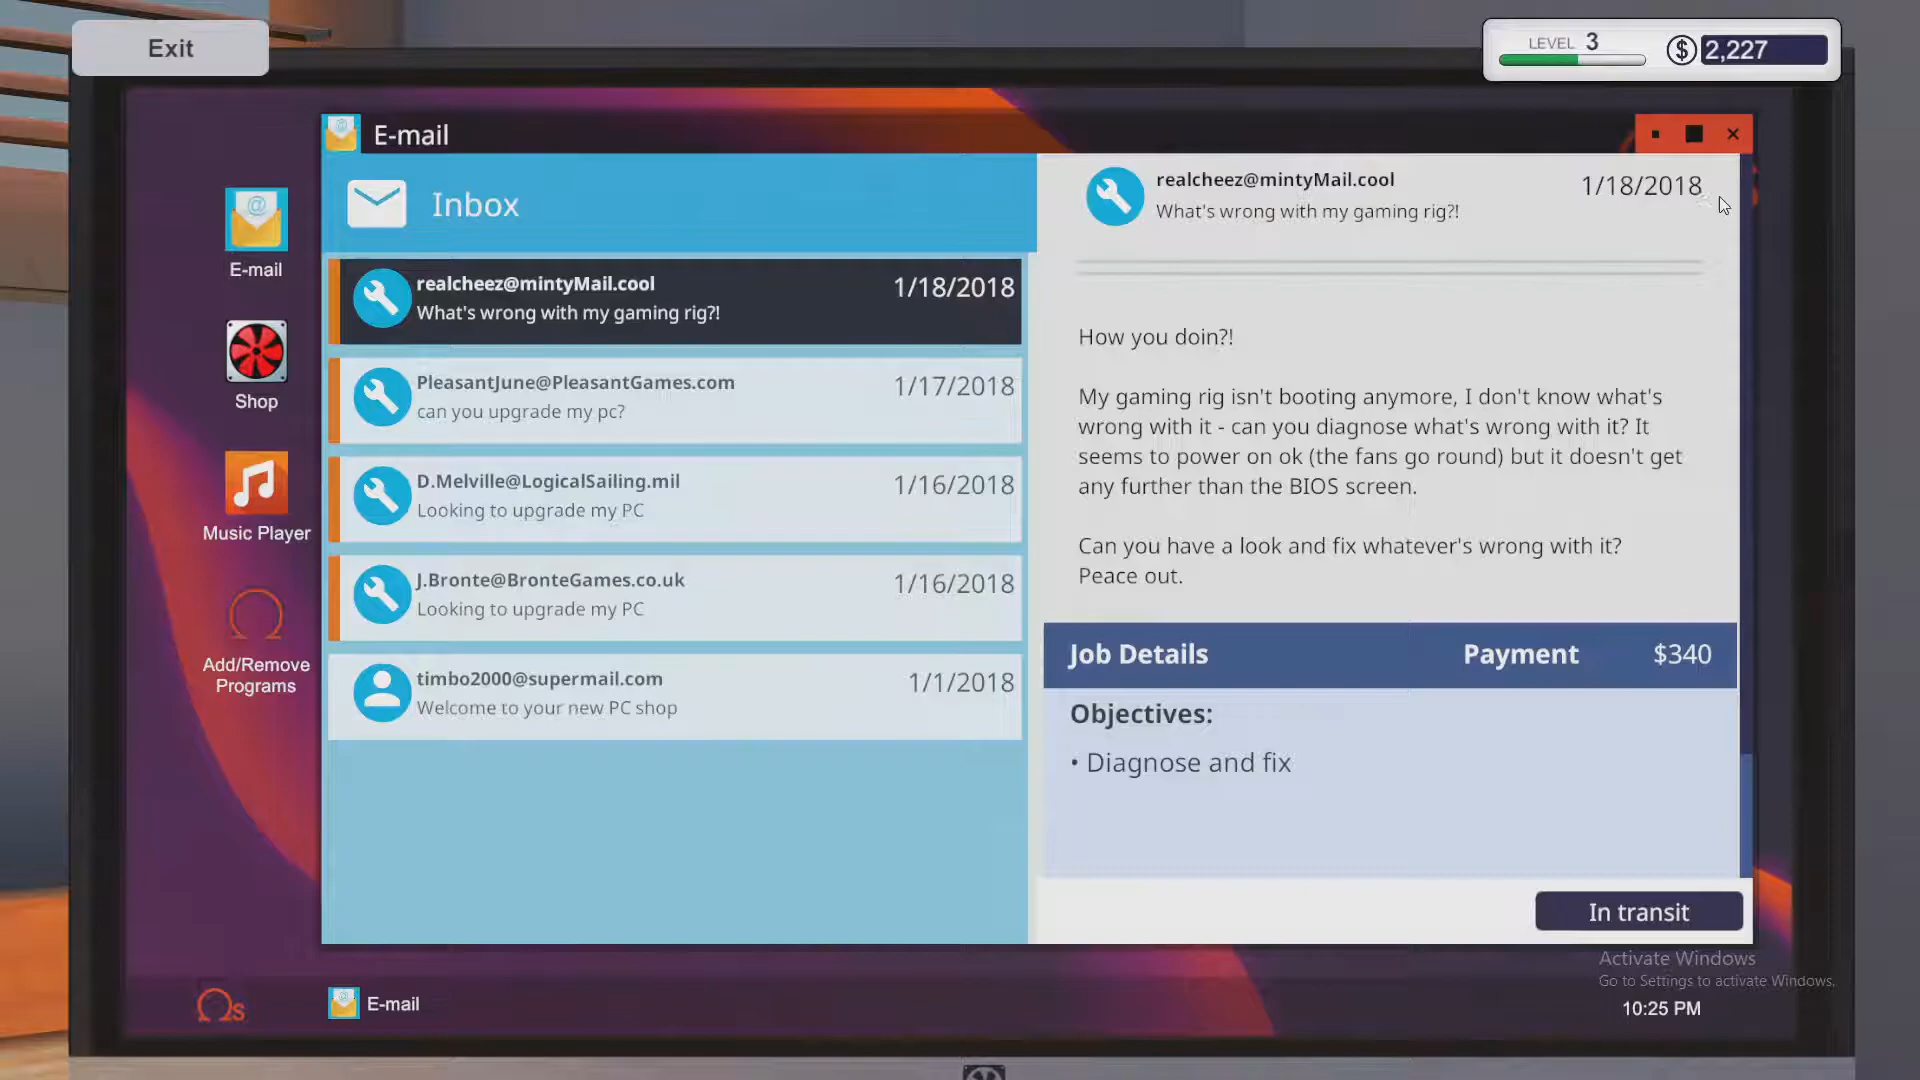 Exit
LEVEL 3
$ 2,227
E-mail
E-mail
Shop
Music Player
Add/Remove
Programs
Inbox
realcheez@mintyMail.cool
1/18/2018
What's wrong with my gaming rig?!
PleasantJune@PleasantGames.com
1/17/2018
can you upgrade my pc?
D.Melville@LogicalSailing.mil
1/16/2018
Looking to upgrade my PC
J.Bronte@BronteGames.co.uk
1/16/2018
Looking to upgrade my PC
timbo2000@supermail.com
1/1/2018
Welcome to your new PC shop
realcheez@mintyMail.cool
1/18/2018
What's wrong with my gaming rig?!
How you doin?!
My gaming rig isn't booting anymore, I don't know what's
wrong with it - can you diagnose what's wrong with it? It
seems to power on ok (the fans go round) but it doesn't get
any further than the BIOS screen.
Can you have a look and fix whatever's wrong with it?
Peace out.
Job Details
Payment $340
Objectives:
• Diagnose and fix
In transit
Activate Windows
Go to Settings to activate Windows.
Ωs
E-mail
10:25 PM